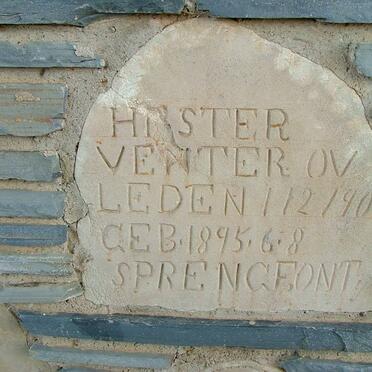 HESTER
VENTER OV
LEDEN 1 12 190
GEB·1895·6·8
SPRENGFONT